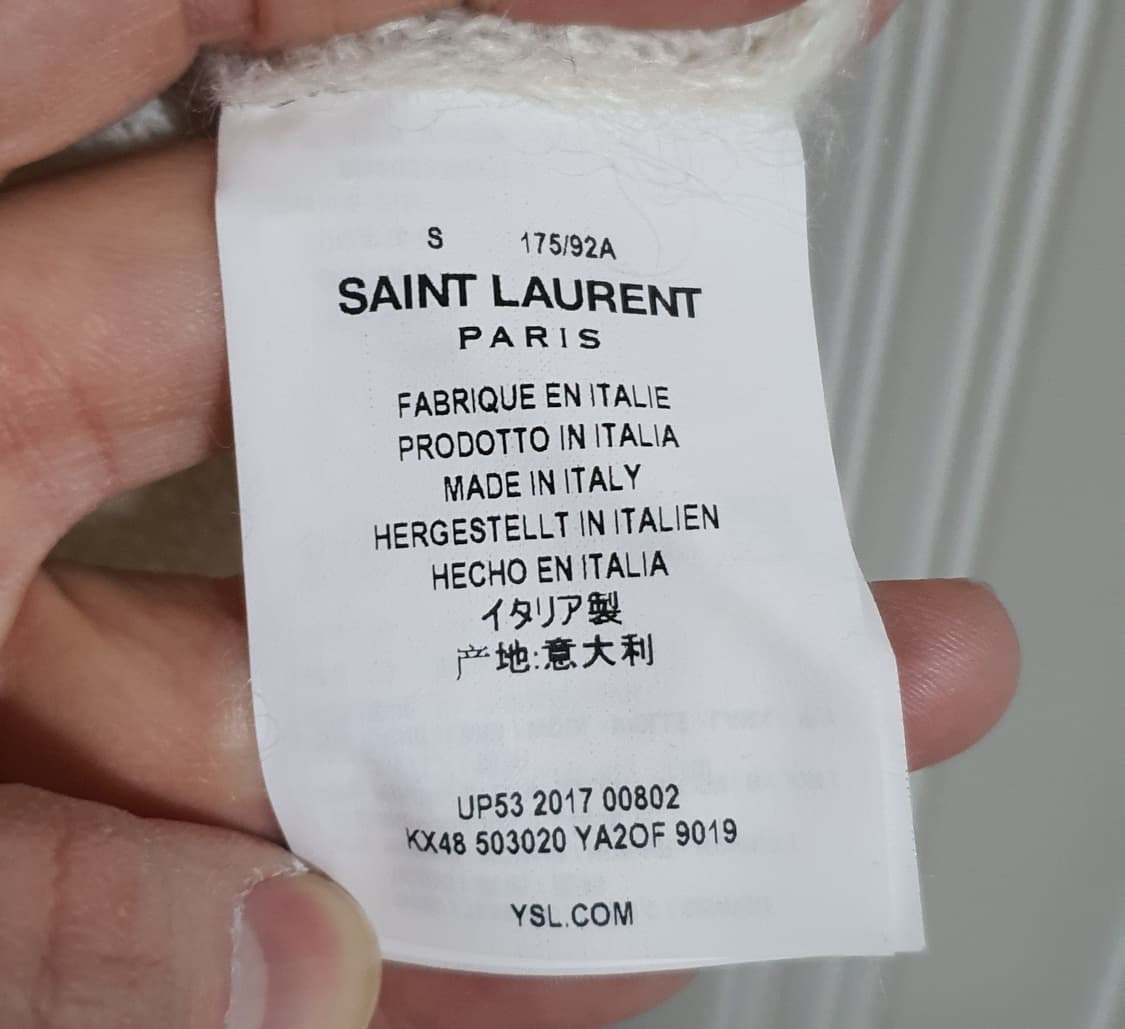 S 175/92A
SAINT LAURENT
PARIS
FABRIQUE EN ITALIE
PRODOTTO IN ITALIA
MADE IN ITALY
HERGESTELLT IN ITALIEN
HECHO EN ITALIA
イタリア製
产地:意大利
UP53 2017 00802
KX48 503020 YA2OF 9019
YSL.COM